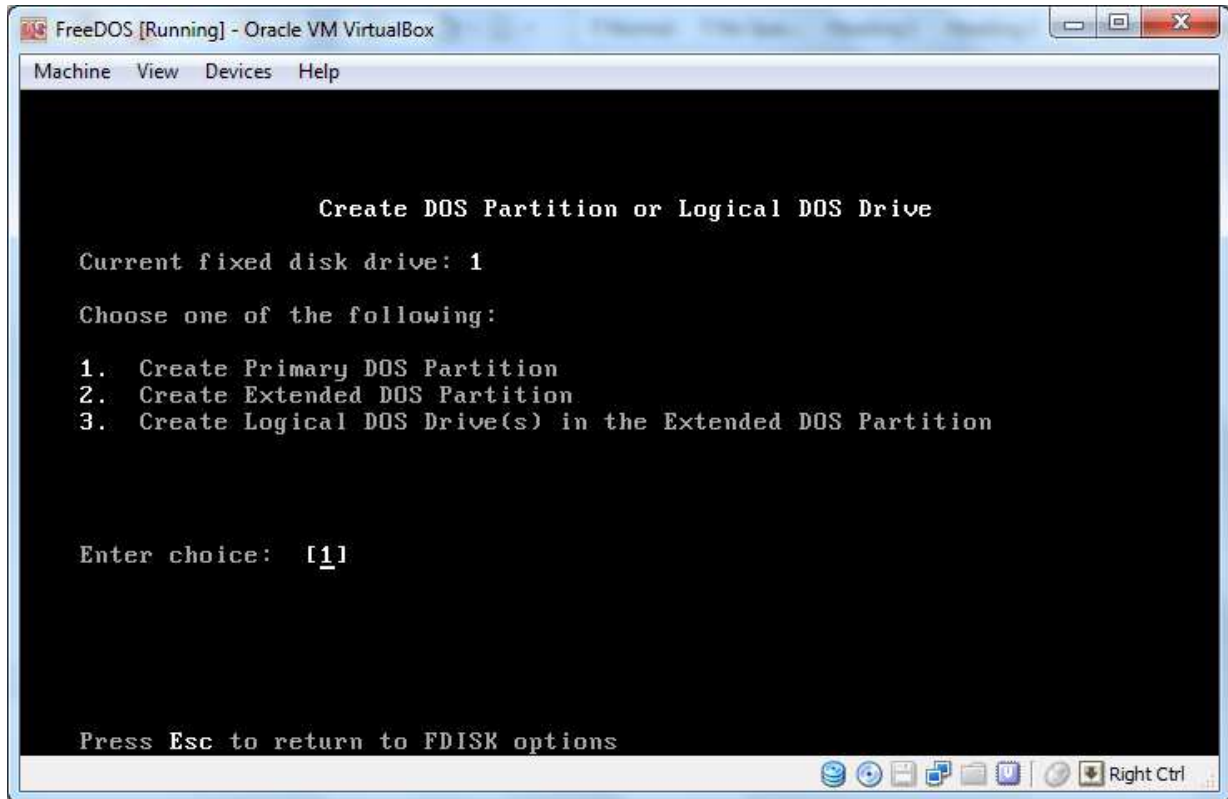 FreeDOS [Running] - Oracle VM VirtualBox
Machine View Devices Help
Create DOS Partition or Logical DOS Drive
Current fixed disk drive: 1
Choose one of the following:
1. Create Primary DOS Partition
2. Create Extended DOS Partition
3. Create Logical DOS Drive(s) in the Extended DOS Partition
Enter choice: [1]
Press Esc to return to FDISK options
Right Ctrl